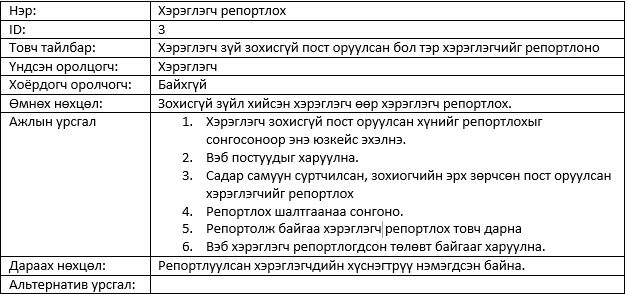 Нэр: Хэрэглэгч репортлох
ID: 3
Товч тайлбар: Хэрэглэгч зүй зохисгүй пост оруулсан бол тэр хэрэглэгчийг репортлоно
Үндсэн оролцогч: Хэрэглэгч
Хоёрдогч оролчогч: Байхгүй
Өмнөх нөхцөл: Зохисгүй зүйл хийсэн хэрэглэгч өөр хэрэглэгч репортлох.
Ажлын урсгал 1. Хэрэглэгч зохисгүй пост оруулсан хүнийг репортлохыг
сонгосоноор энэ юзкейс эхэлнэ.
2. Вэб постуудыг харуулна.
3. Садар самуун суртчилсан, зохиогчийн эрх зөрчсөн пост оруулсан
хэрэглэгчийг репортлох
4. Репортлох шалтгаанаа сонгоно.
5. Репортолж байгаа хэрэглэгч репортлох товч дарна
6. Вэб хэрэглэгч репортлогдсон төлөвт байгааг харуулна.
Дараах нөхцөл: Репортлуулсан хэрэглэгчдийн хүснэгтрүү нэмэгдсэн байна.
Альтернатив урсгал: